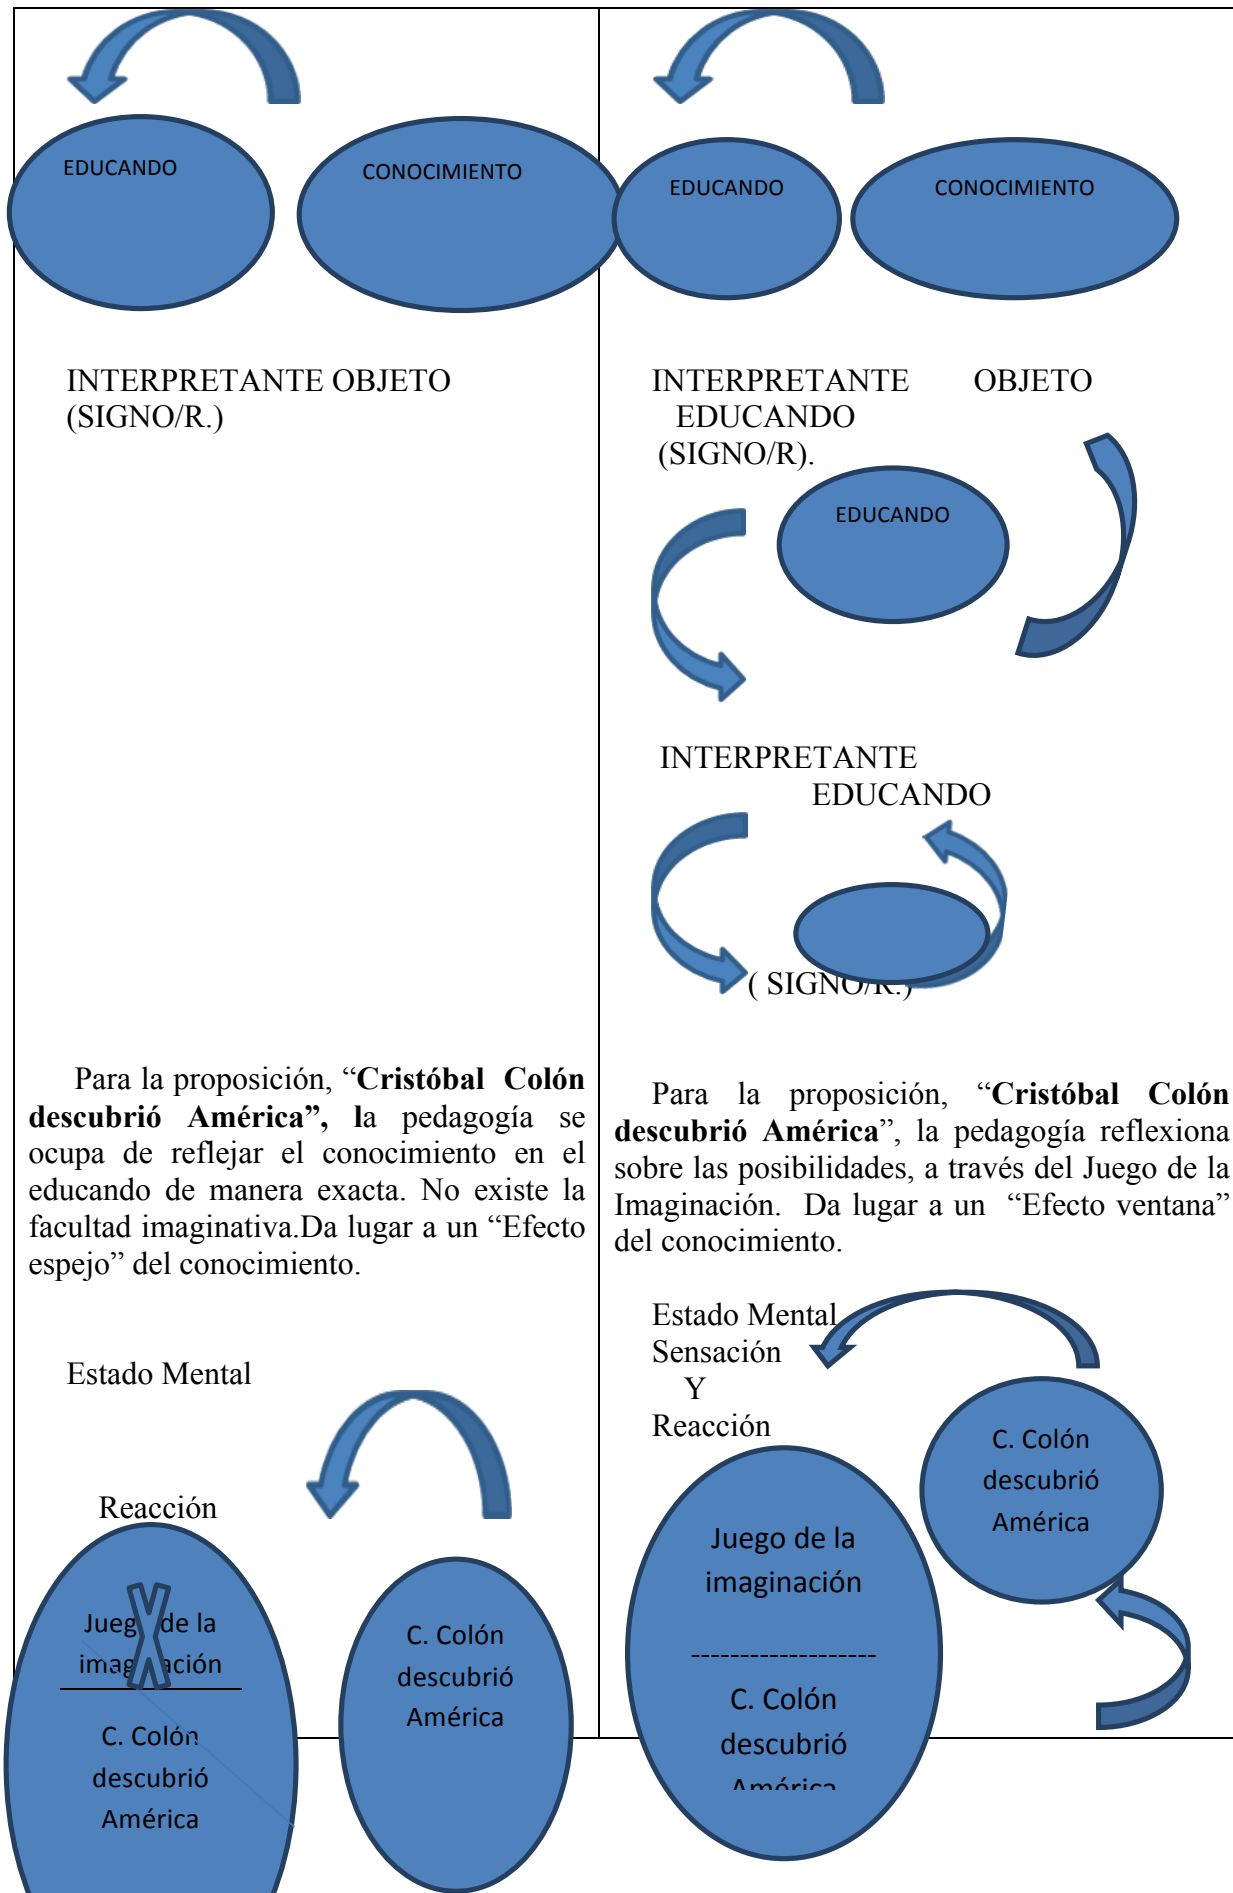 EDUCANDO
CONOCIMIENTO
INTERPRETANTE OBJETO
(SIGNO/R.)
Para la proposición, “Cristóbal Colón
descubrió América”, la pedagogía se
ocupa de reflejar el conocimiento en el
educando de manera exacta. No existe la
facultad imaginativa.Da lugar a un “Efecto
espejo” del conocimiento.
Estado Mental
Reacción
Juego de la
imaginación
C. Colón
descubrió
América
C. Colón
descubrió
América
EDUCANDO
CONOCIMIENTO
INTERPRETANTE OBJETO
EDUCANDO
(SIGNO/R).
EDUCANDO
INTERPRETANTE
EDUCANDO
( SIGNO/R.)
Para la proposición, “Cristóbal Colón
descubrió América”, la pedagogía reflexiona
sobre las posibilidades, a través del Juego de la
Imaginación. Da lugar a un “Efecto ventana”
del conocimiento.
Estado Mental
Sensación
Y
Reacción
C. Colón
descubrió
América
Juego de la
imaginación
-------------------
C. Colón
descubrió
América